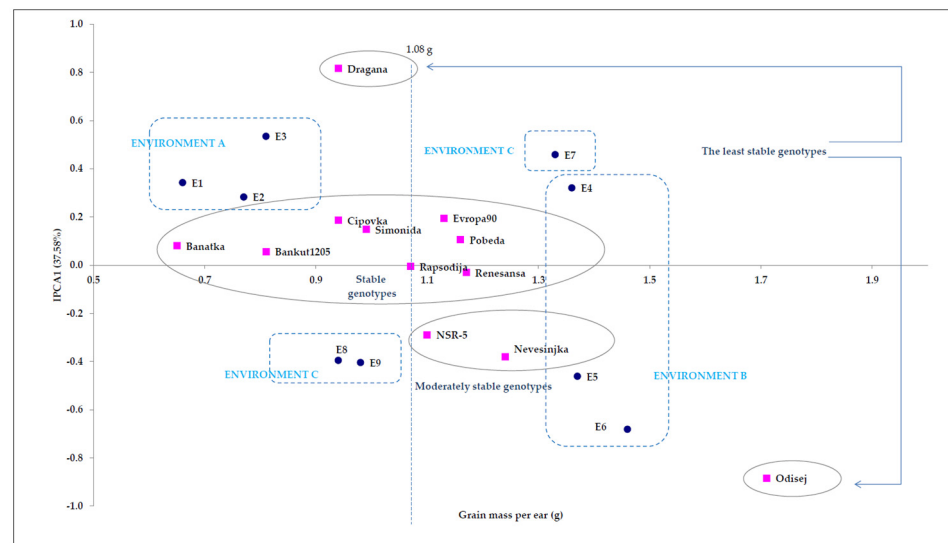 1.0
1.08 g
0.8
Dragana
0.6
E3
ENVIRONMENT A
ENVIRONMENT C
E7
The least stable genotypes
0.4
E1
E2
E4
0.2
Cipovka
Evropa90
Simonida
Pobeda
Banatka
Bankut1205
Rapsodija
Renesansa
0.0
0.5
0.7
0.9
1.1
1.3
1.5
1.7
1.9
Stable
genotypes
IPCA1 (37,58%)
-0.2
NSR-5
Nevesinjka
E8
E9
-0.4
ENVIRONMENT C
Moderately stable genotypes
E5
ENVIRONMENT B
-0.6
E6
-0.8
Odisej
-1.0
Grain mass per ear (g)